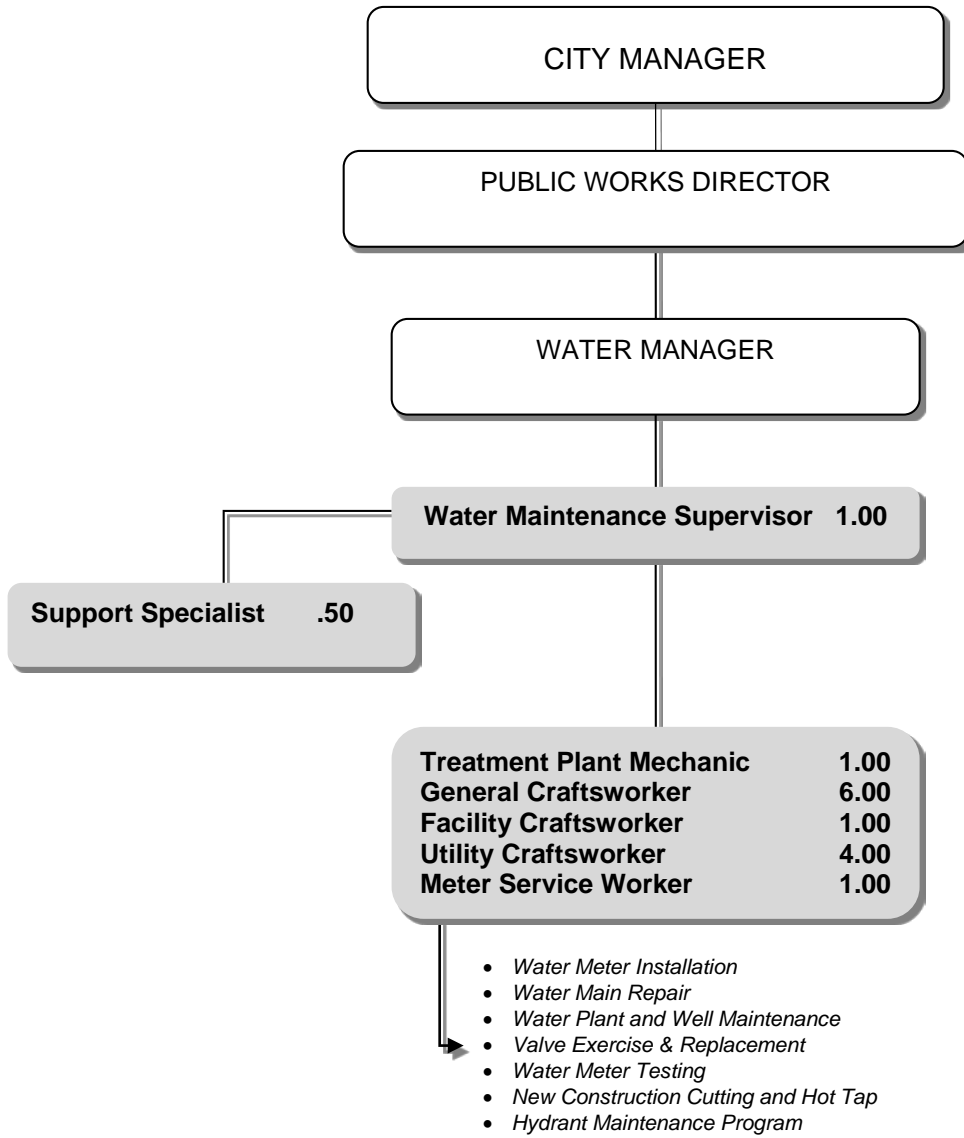 CITY MANAGER
PUBLIC WORKS DIRECTOR
WATER MANAGER
Water Maintenance Supervisor 1.00
Support Specialist .50
Treatment Plant Mechanic 1.00
General Craftsworker 6.00
Facility Craftsworker 1.00
Utility Craftsworker 4.00
Meter Service Worker 1.00
• Water Meter Installation
• Water Main Repair
• Water Plant and Well Maintenance
• Valve Exercise & Replacement
• Water Meter Testing
• New Construction Cutting and Hot Tap
• Hydrant Maintenance Program